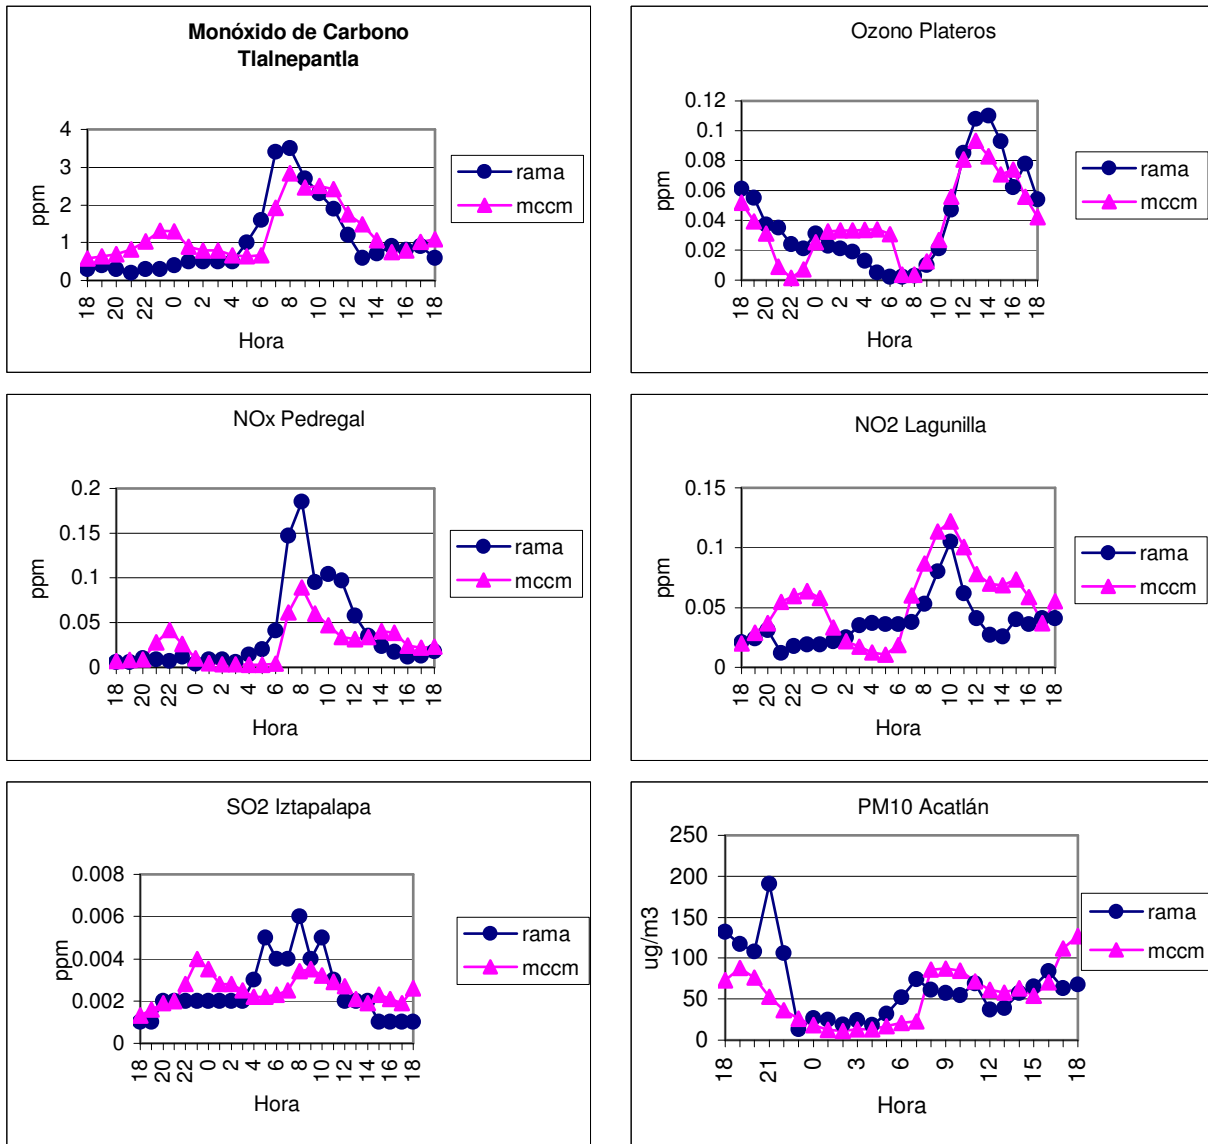 Monóxido de Carbono
Tlalnepantla
4
3
2
1
0
ppm
18 20 22 0 2 4 6 8 10 12 14 16 18
Hora
rama
mccm
Ozono Plateros
0.12
0.1
0.08
0.06
0.04
0.02
0
ppm
18 20 22 0 2 4 6 8 10 12 14 16 18
Hora
rama
mccm
NOx Pedregal
0.2
0.15
0.1
0.05
0
ppm
18 20 22 0 2 4 6 8 10 12 14 16 18
Hora
rama
mccm
NO2 Lagunilla
0.15
0.1
0.05
0
ppm
18 20 22 0 2 4 6 8 10 12 14 16 18
Hora
rama
mccm
SO2 Iztapalapa
0.008
0.006
0.004
0.002
0
ppm
18 20 22 0 2 4 6 8 10 12 14 16 18
Hora
rama
mccm
PM10 Acatlán
250
200
150
100
50
0
ug/m3
18 21 0 3 6 9 12 15 18
Hora
rama
mccm